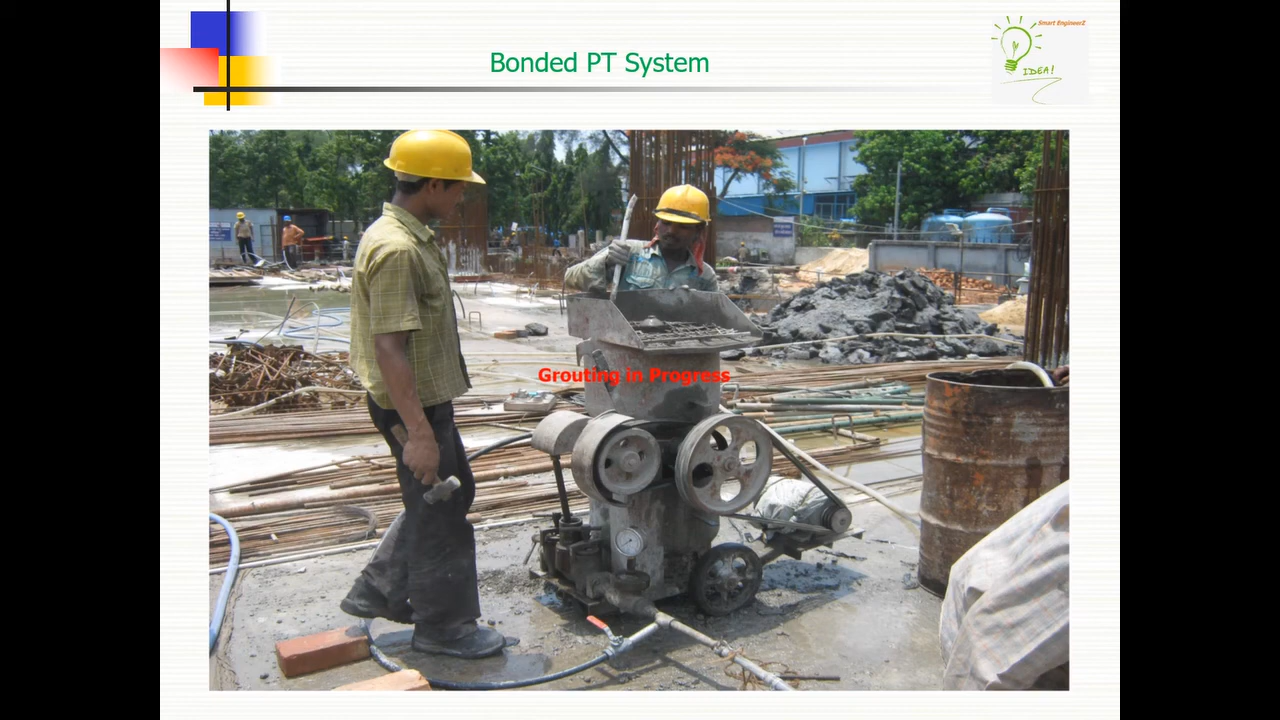 Bonded PT System
Smart EngineerZ
IDEA!
Grouting in Progress